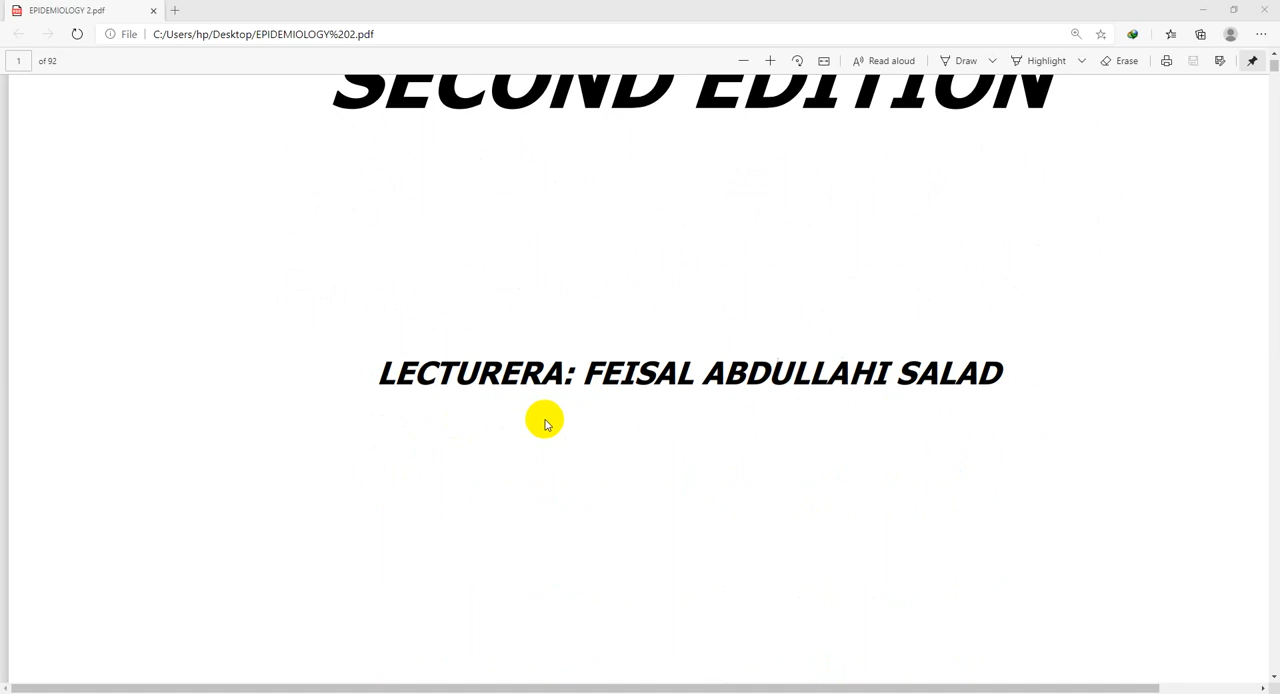 EPIDEMIOLOGY 2.pdf
File C:/Users/hp/Desktop/EPIDEMIOLOGY%202.pdf
1 of 92 Read aloud Draw Highlight Erase
SECOND EDITION
LECTURERA: FEISAL ABDULLAHI SALAD